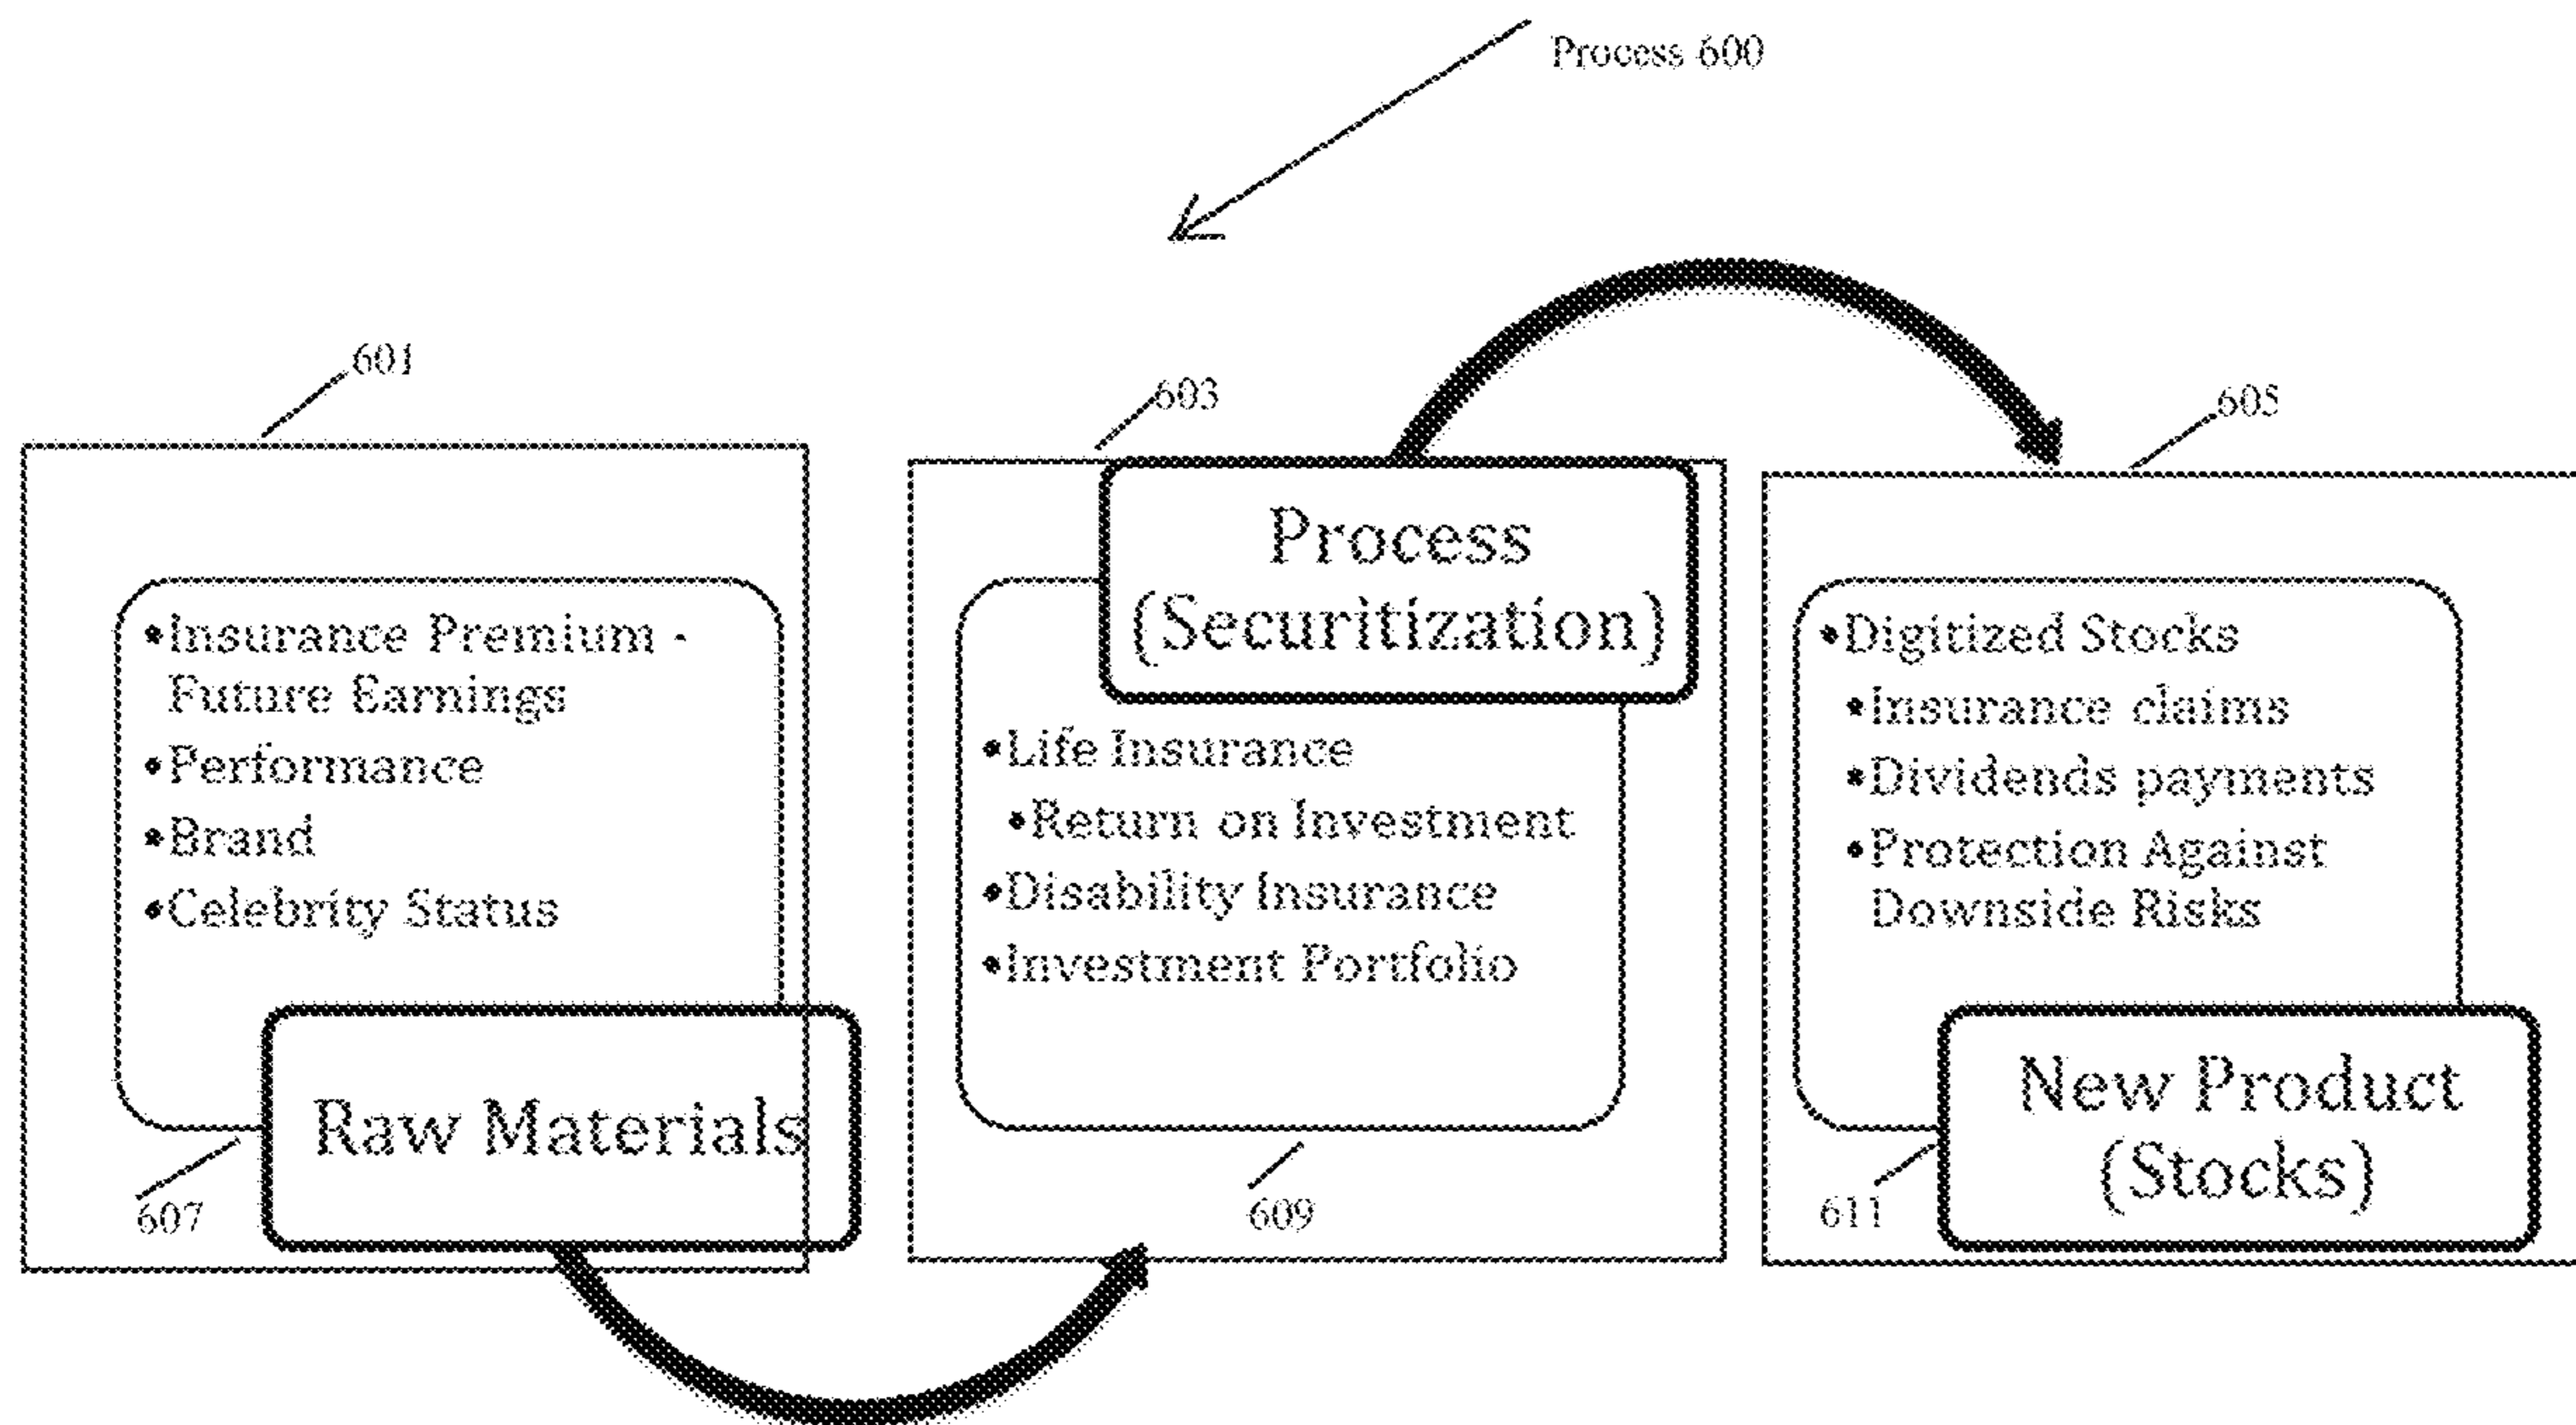 Process 600
601
•Insurance Premium -
Future Earnings
•Performance
•Brand
•Celebrity Status
Raw Materials
607
603
Process
(Securitization)
•Life Insurance
•Return on Investment
•Disability Insurance
•Investment Portfolio
609
605
•Digitized Stocks
•Insurance claims
•Dividends payments
•Protection Against
Downside Risks
New Product
(Stocks)
611